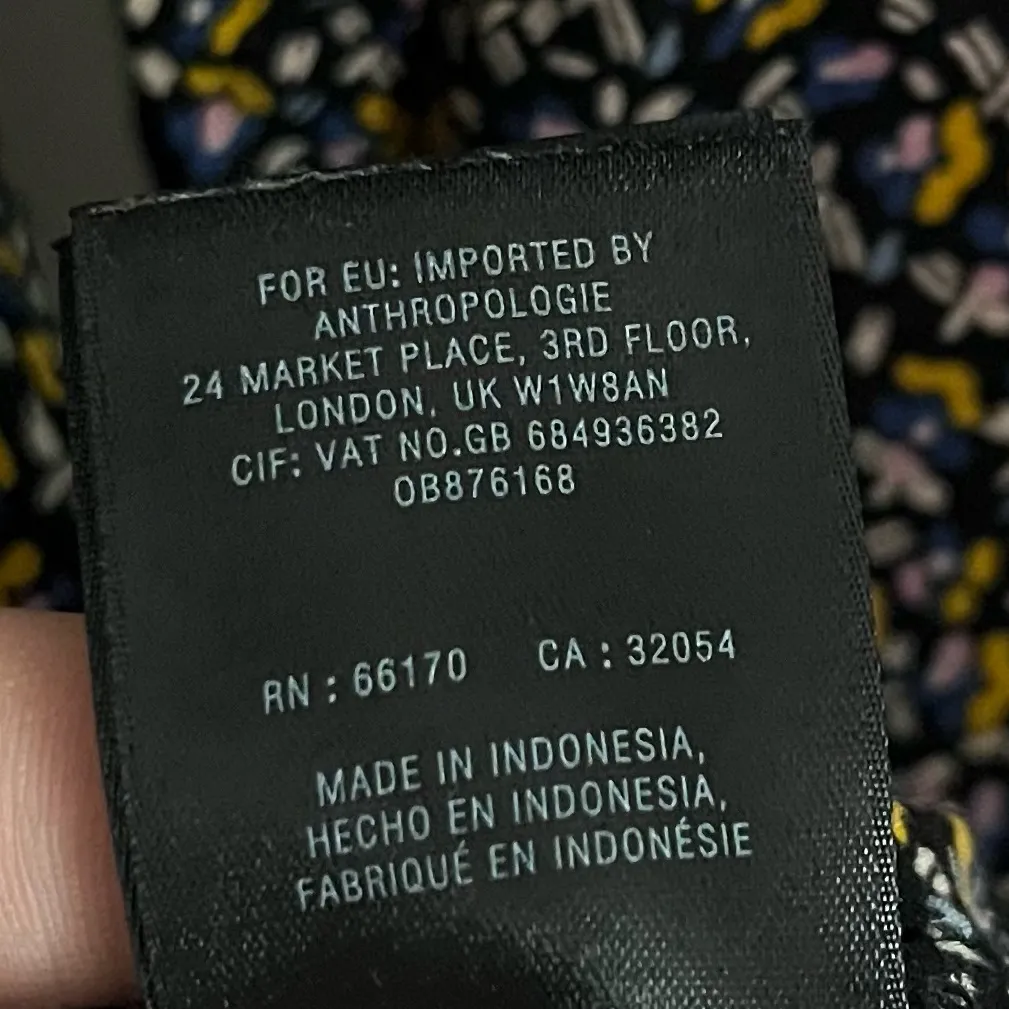 FOR EU: IMPORTED BY
ANTHROPOLOGIE
24 MARKET PLACE, 3RD FLOOR,
LONDON, UK W1W8AN
CIF: VAT NO.GB 684936382
OB876168
RN : 66170 CA : 32054
MADE IN INDONESIA,
HECHO EN INDONESIA,
FABRIQUÉ EN INDONÉSIE